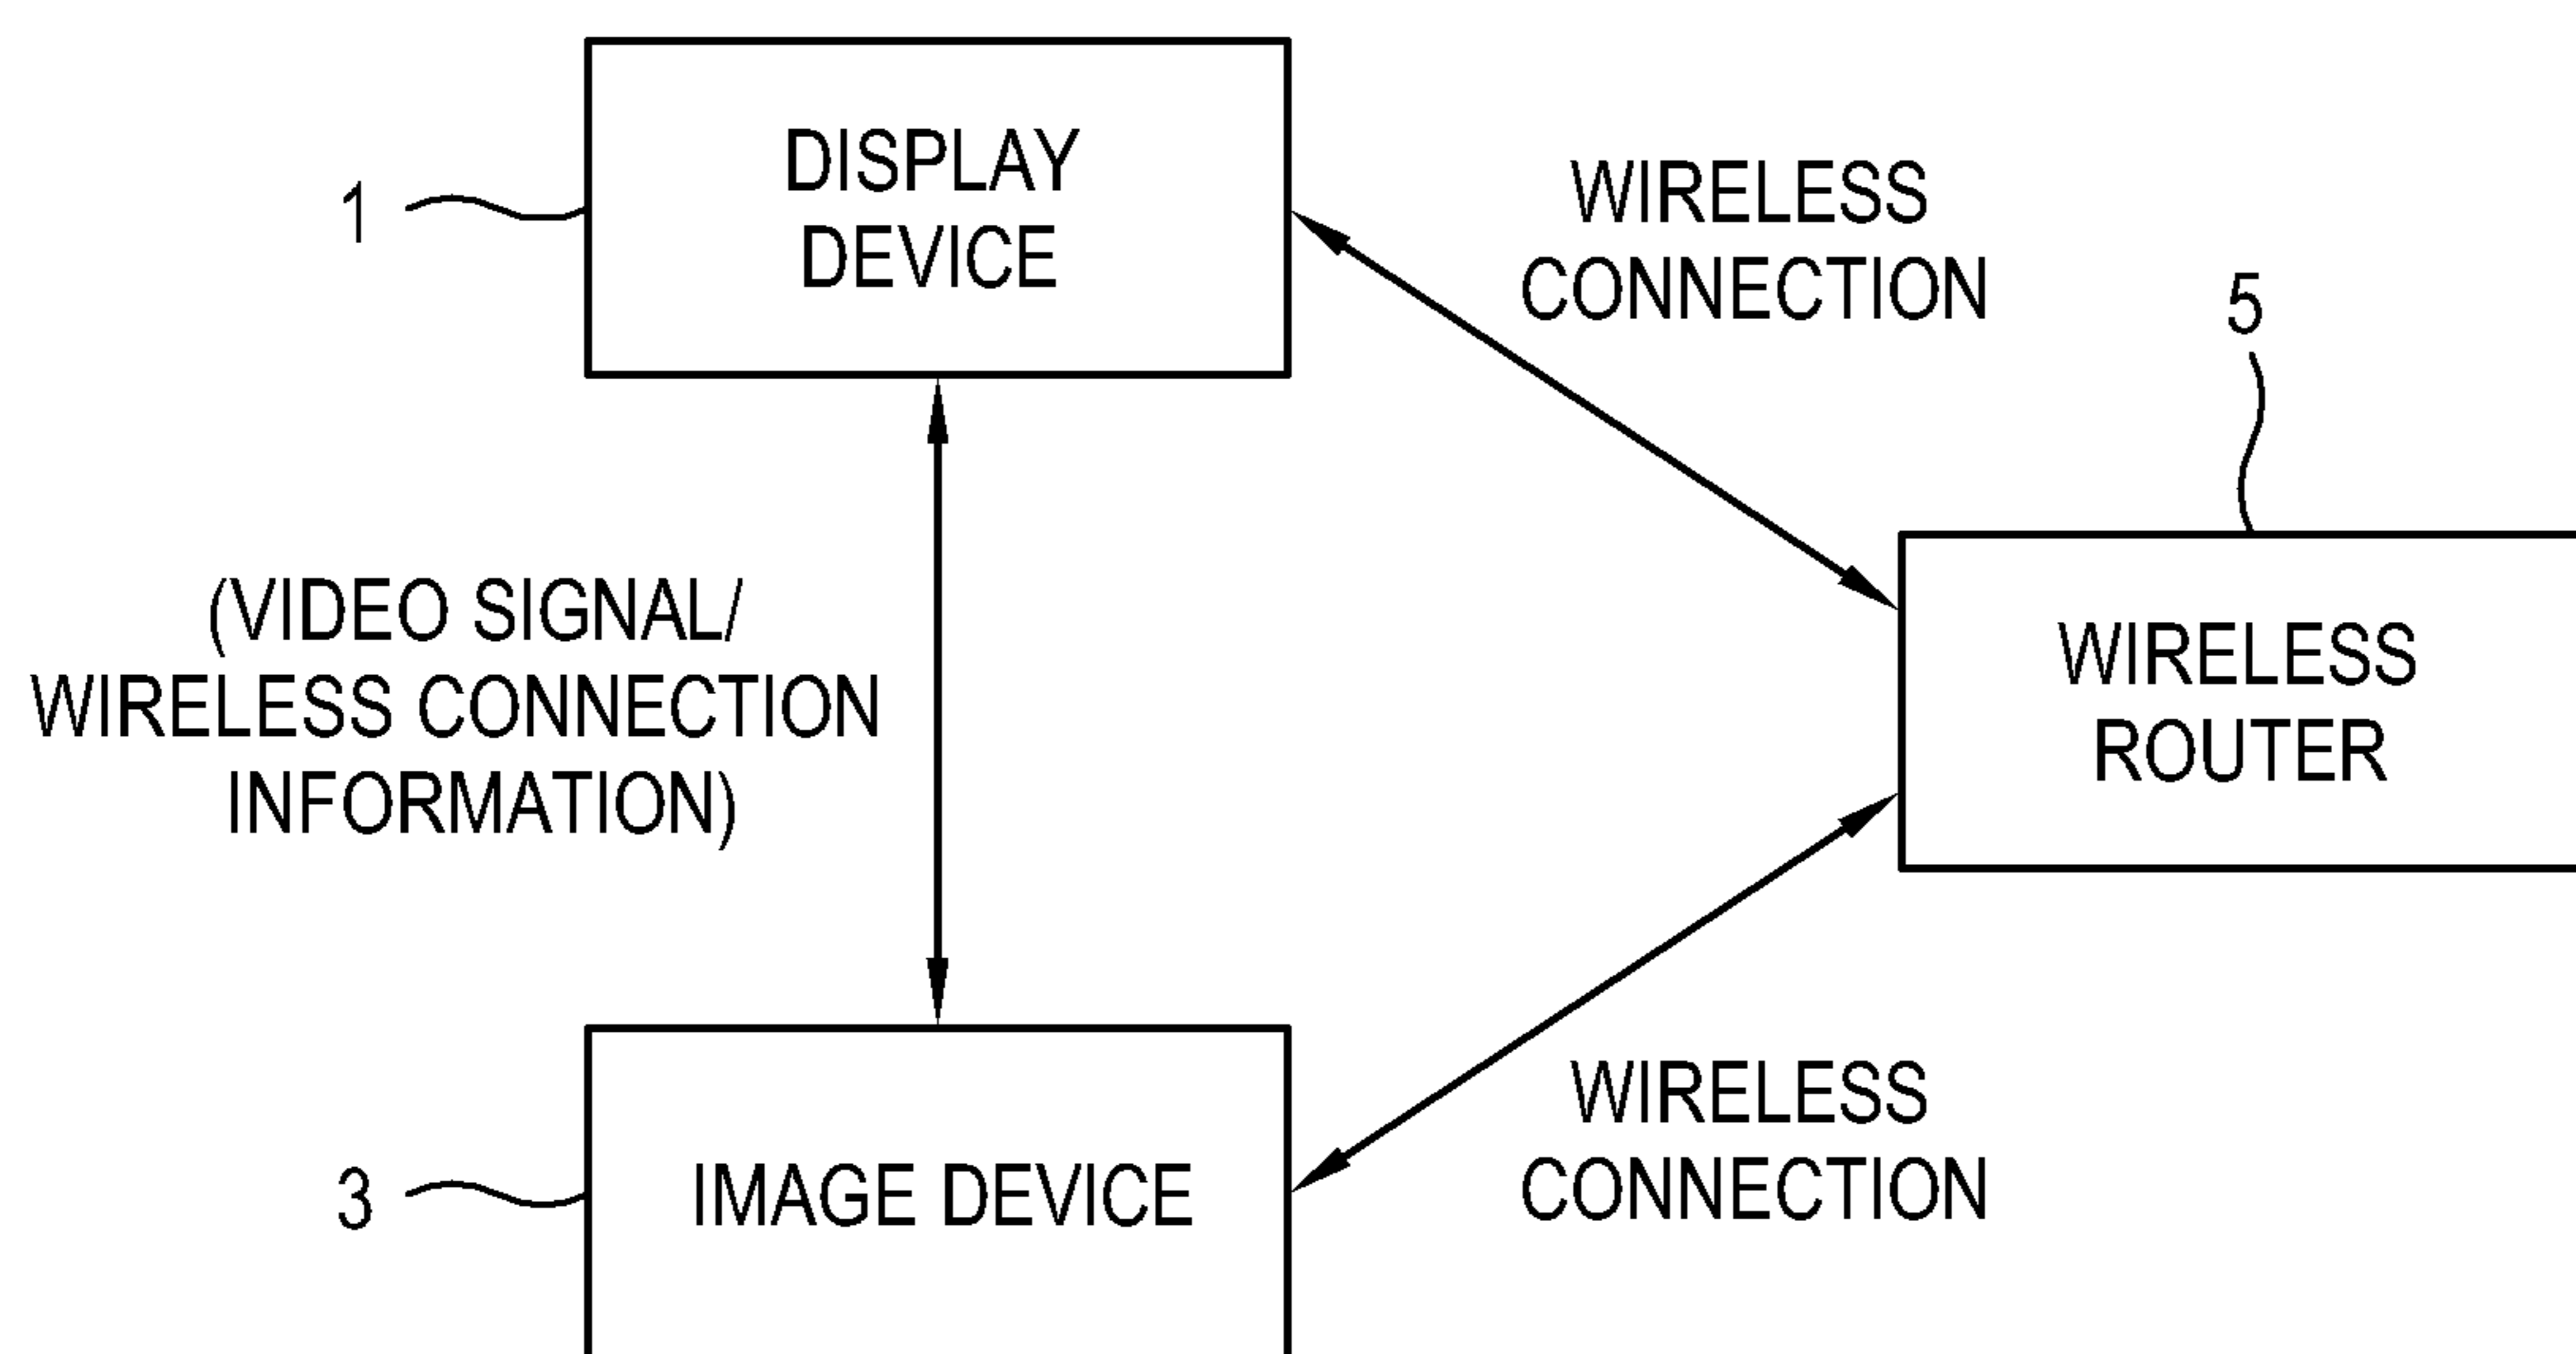 DISPLAY
DEVICE
1
WIRELESS
CONNECTION
5
(VIDEO SIGNAL/
WIRELESS CONNECTION
INFORMATION)
WIRELESS
ROUTER
WIRELESS
CONNECTION
3
IMAGE DEVICE